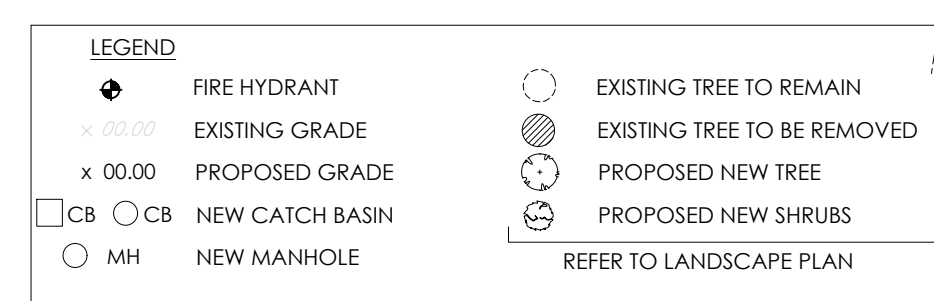 LEGEND
FIRE HYDRANT
x 00.00 EXISTING GRADE
x 00.00 PROPOSED GRADE
CB CB NEW CATCH BASIN
MH NEW MANHOLE
EXISTING TREE TO REMAIN
EXISTING TREE TO BE REMOVED
PROPOSED NEW TREE
PROPOSED NEW SHRUBS
REFER TO LANDSCAPE PLAN